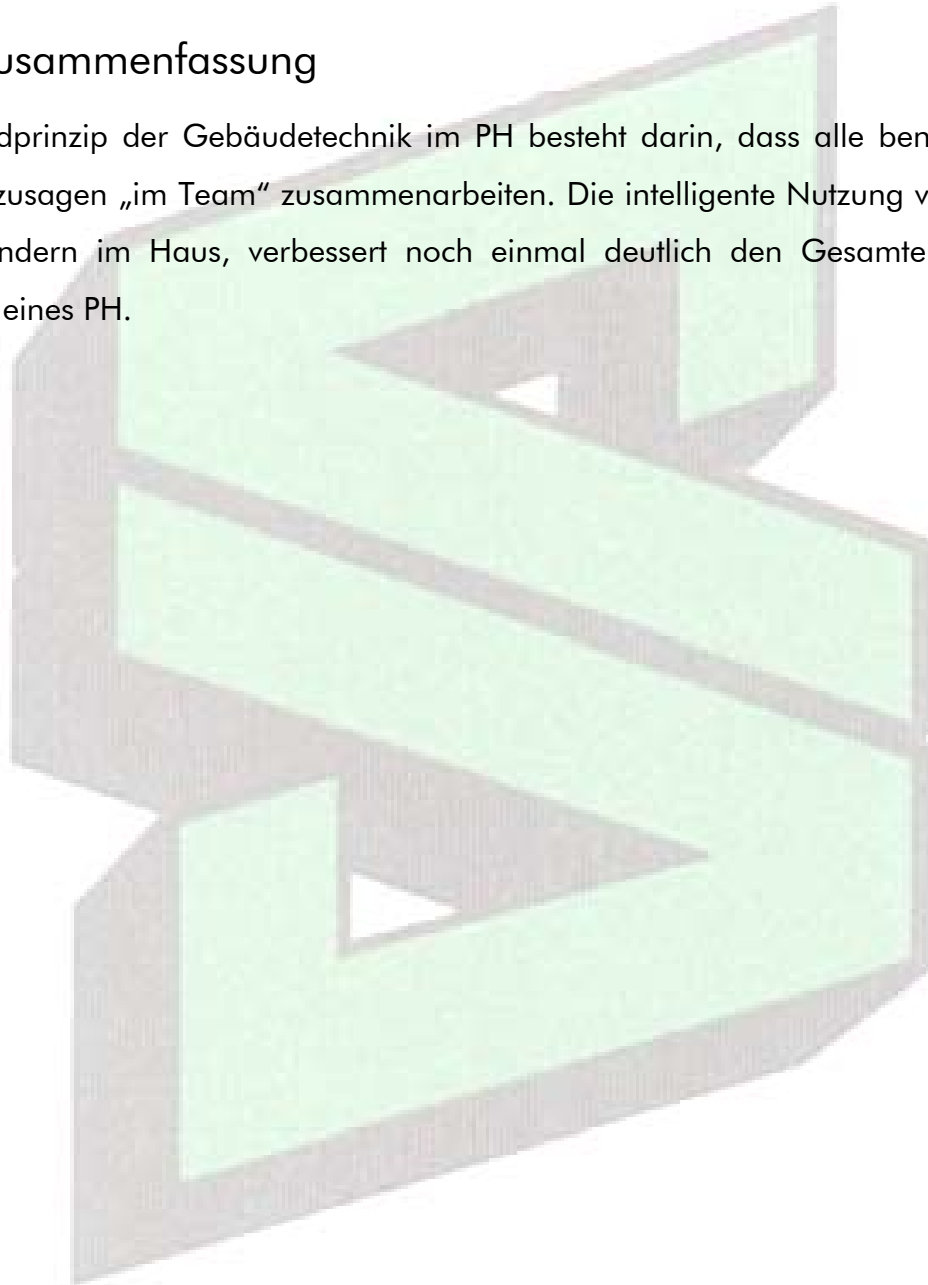 usammenfassung
dprinzip der Gebäudetechnik im PH besteht darin, dass alle ben
zusagen „im Team“ zusammenarbeiten. Die intelligente Nutzung v
ndern im Haus, verbessert noch einmal deutlich den Gesamte
eines PH.